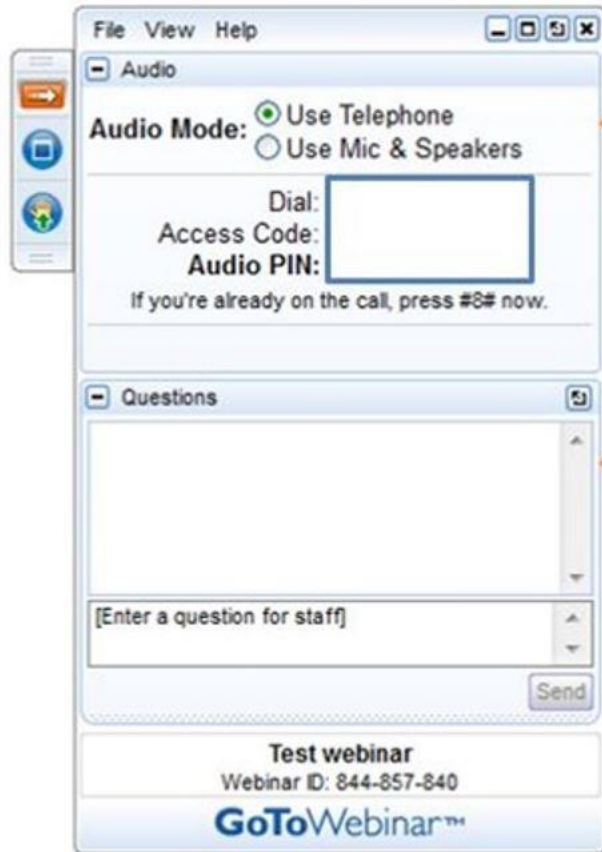 File View Help
Audio
Audio Mode: Use Telephone
Use Mic & Speakers
Dial:
Access Code:
Audio PIN:
If you're already on the call, press #8# now.
Questions
[Enter a question for staff]
Send
Test webinar
Webinar ID: 844-857-840
GoToWebinar™